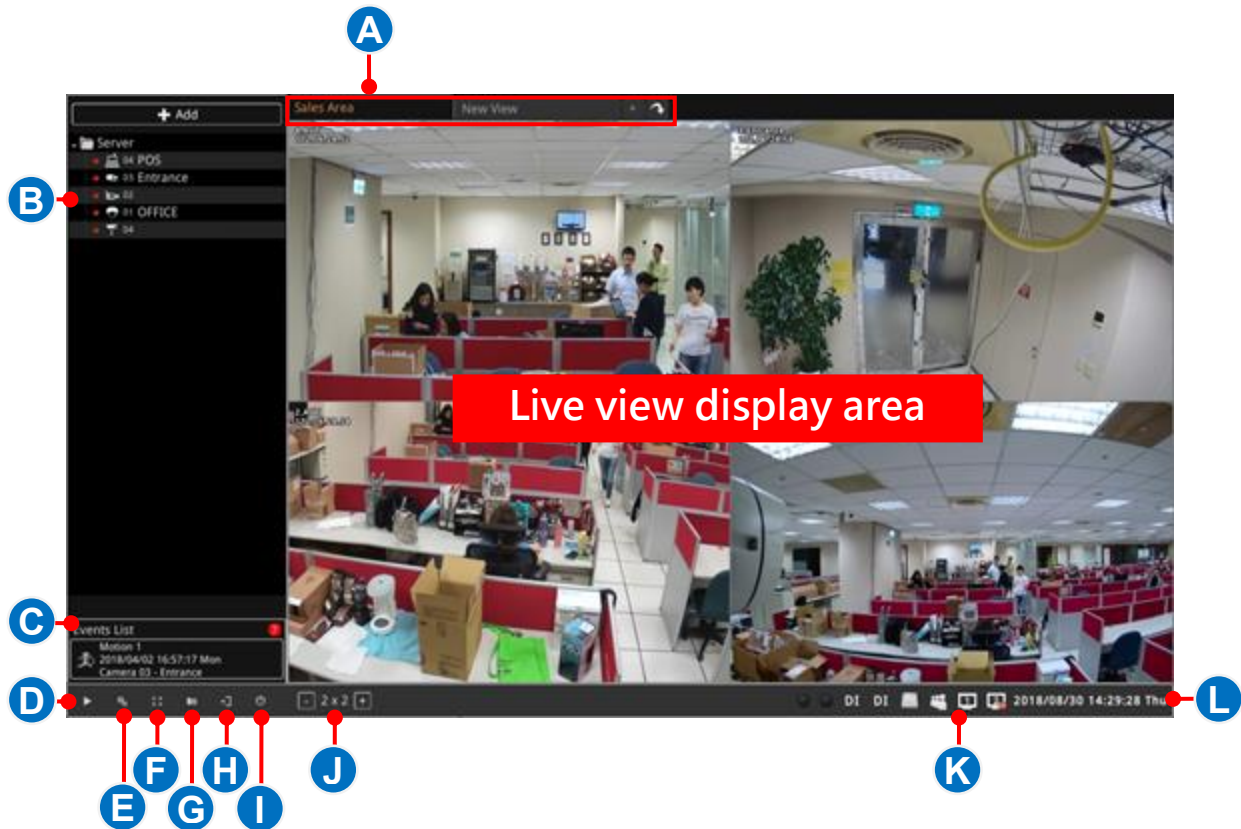 A
+ Add
Sales Area
New View
Server
04 POS
03 Entrance
B
02
01 OFFICE
04
Live view display area
C
Events List
Motion 1
2018/04/02 16:57:17 Mon
Camera 03 - Entrance
D
- 2 x 2 +
DI DI
2018/08/30 14:29:28 Thu
L
F
H
J
K
E
G
I